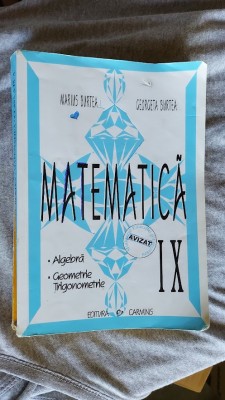 MARIUS BURTEA
GEORGETA BURTEA
MATEMATICĂ
AVIZAT
IX
• Algebră
• Geometrie
Trigonometrie
EDITURA CARMINIS